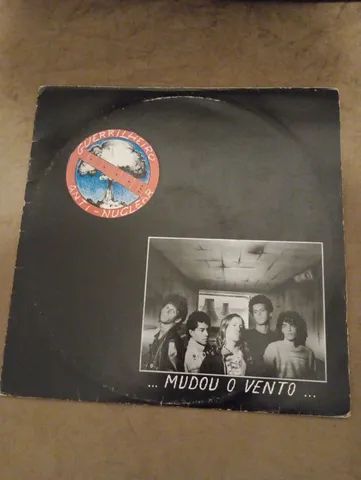 GUERRILHEIRO
ANTI-NUCLEAR
... MUDOU O VENTO ...